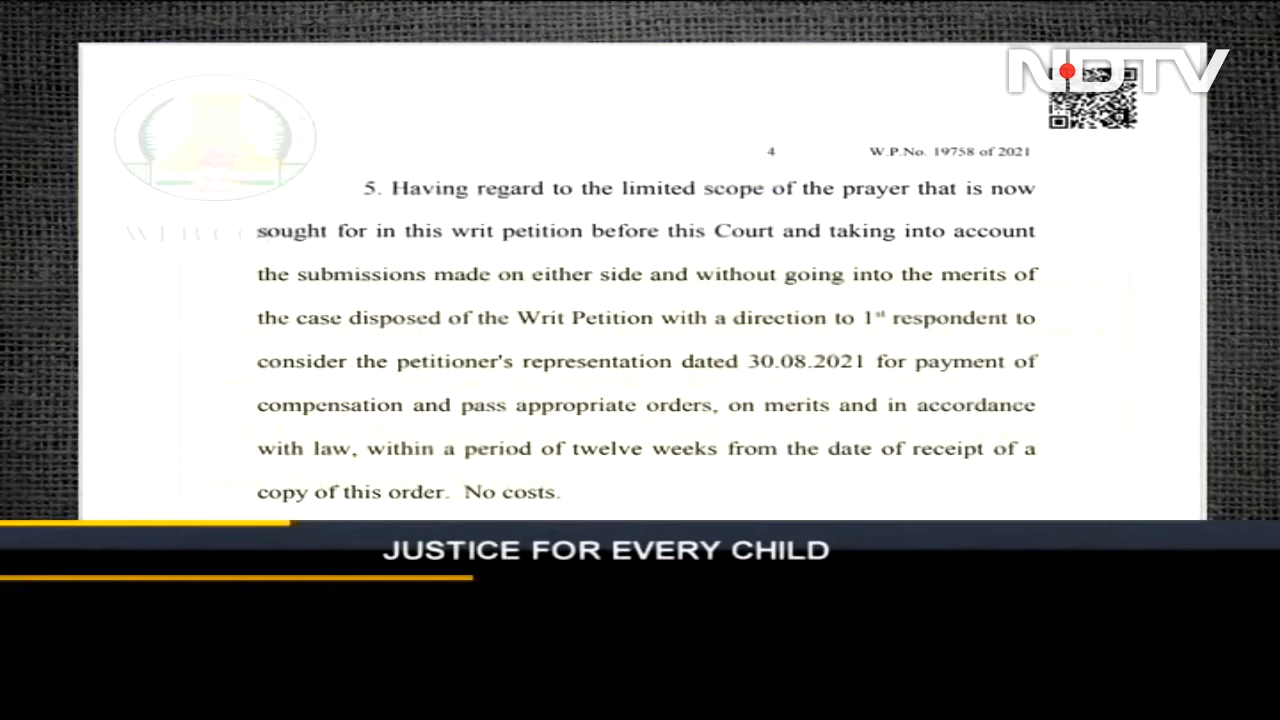 NDTV
4 W.P.No. 19758 of 2021
5. Having regard to the limited scope of the prayer that is now
sought for in this writ petition before this Court and taking into account
the submissions made on either side and without going into the merits of
the case disposed of the Writ Petition with a direction to 1st respondent to
consider the petitioner's representation dated 30.08.2021 for payment of
compensation and pass appropriate orders, on merits and in accordance
with law, within a period of twelve weeks from the date of receipt of a
copy of this order. No costs.
JUSTICE FOR EVERY CHILD